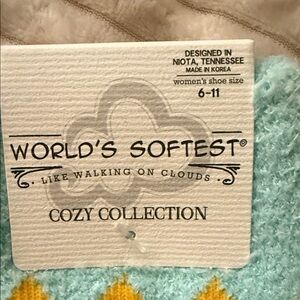 DESIGNED IN
NIOTA, TENNESSEE
MADE IN KOREA
women's shoe size
6-11
WORLD'S SOFTEST®
· LIKE WALKING ON CLOUDS ·
COZY COLLECTION